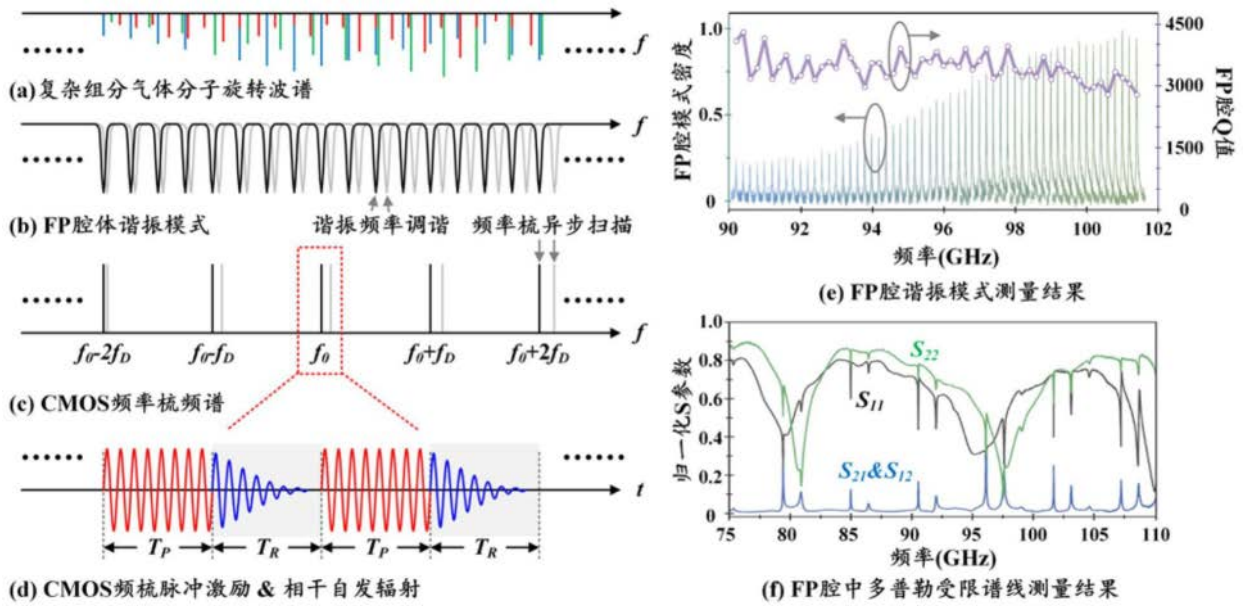 f
(a)复杂组分气体分子旋转波谱
f
(b) FP腔体谐振模式 谐振频率调谐 频率梳异步扫描
f
f0-2fD f0-fD f0 f0+fD f0+2fD
(c) CMOS频率梳频谱
t
TP TR TP TR
(d) CMOS频梳脉冲激励 & 相干自发辐射
FP腔模式密度
1.0
0.5
0
4500
3000
1500
0
FP腔Q值
90 92 94 96 98 100 102
频率(GHz)
(e) FP腔谐振模式测量结果
归一化S参数
1.0
0.8
0.6
0.4
0.2
0
S22
S11
S21&S12
75 80 85 90 95 100 105 110
频率(GHz)
(f) FP腔中多普勒受限谱线测量结果